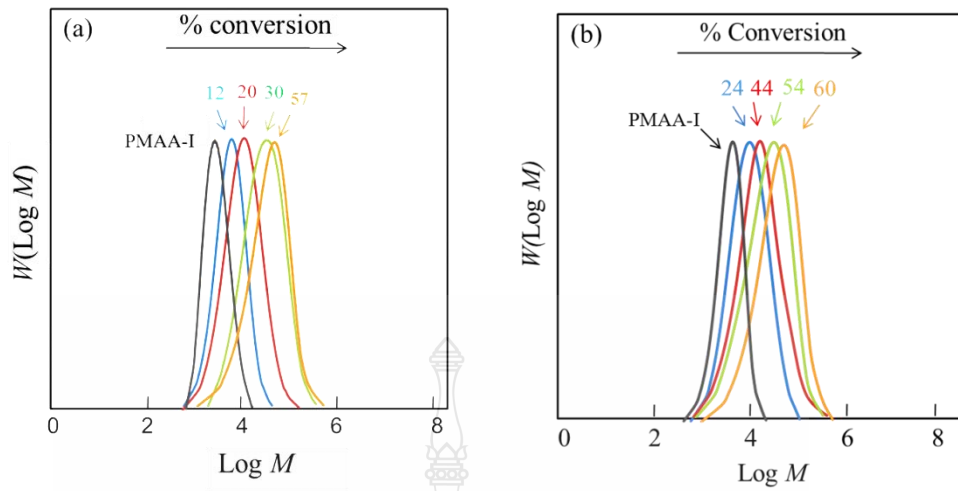 (a)
% conversion
12 20 30 57
PMAA-I
W(Log M)
0 2 4 6 8
Log M
(b)
% Conversion
24 44 54 60
PMAA-I
W(Log M)
0 2 4 6 8
Log M